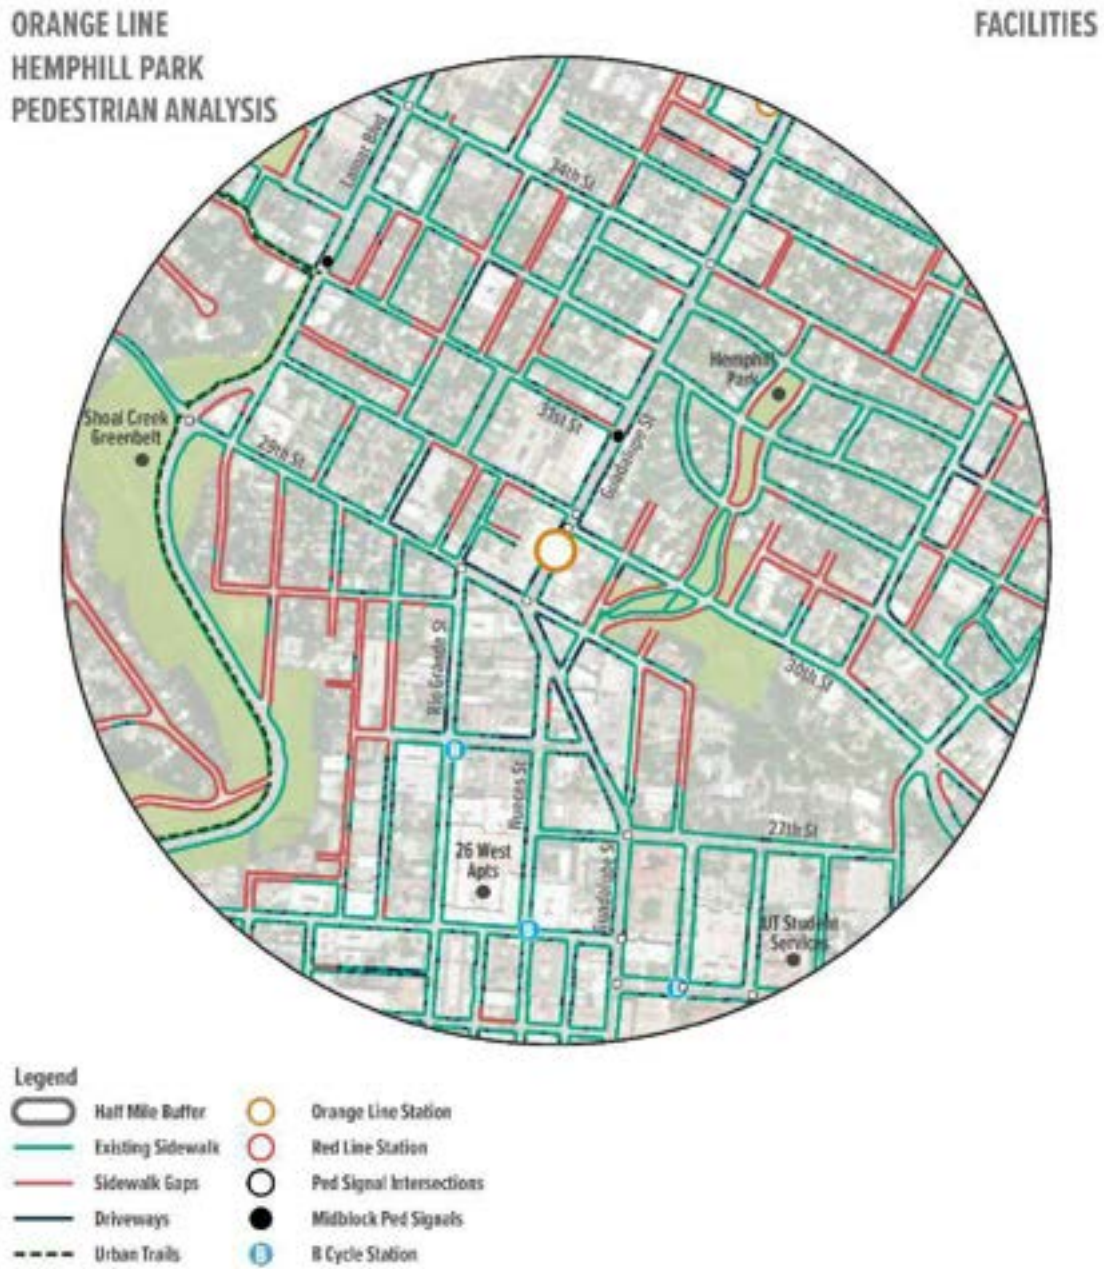 ORANGE LINE
HEMPHILL PARK
PEDESTRIAN ANALYSIS
FACILITIES
Lamar Blvd
34th St
Hemphill
Park
Shoal Creek
Greenbelt
29th St
31st St
Guadalupe St
Rio Grande St
30th St
Nueces St
27th St
26 West
Apts
Guadalupe St
UT Student
Services
B
B
B
Legend
Half Mile Buffer
Existing Sidewalk
Sidewalk Gaps
Driveways
Urban Trails
Orange Line Station
Red Line Station
Ped Signal Intersections
Midblock Ped Signals
B
B Cycle Station